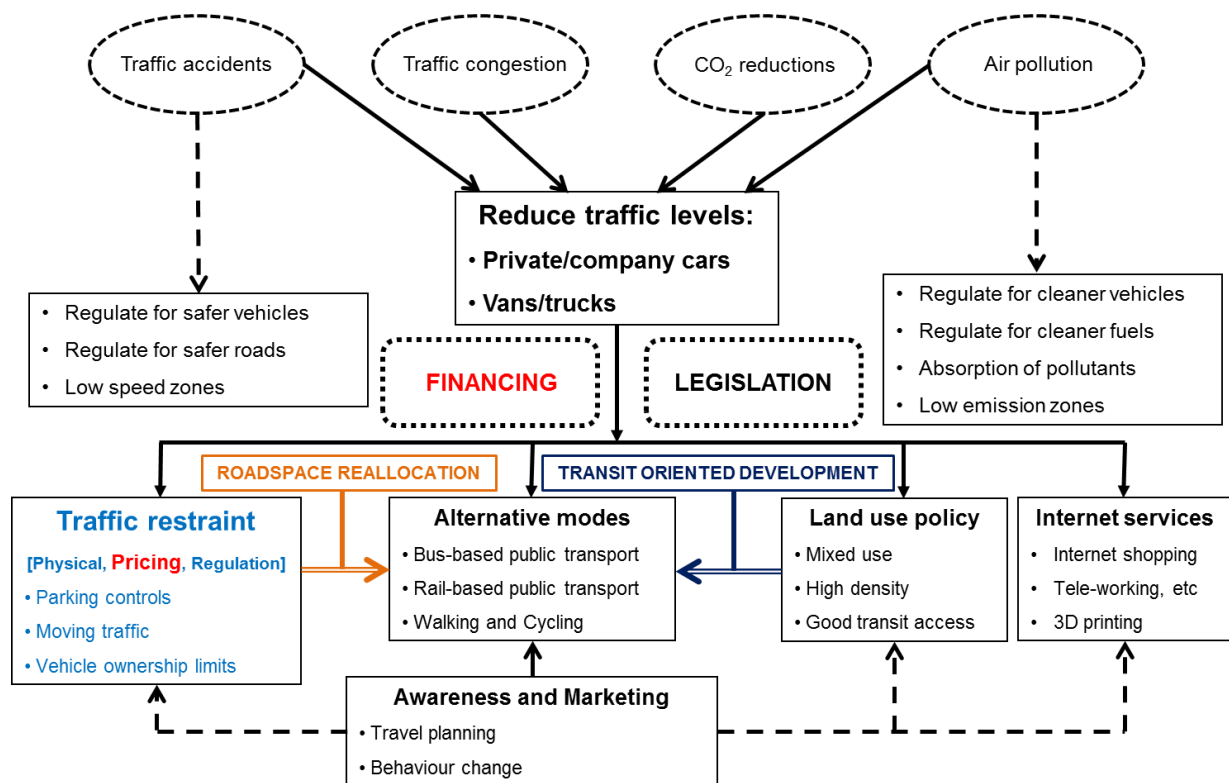 Traffic accidents
Traffic congestion
CO₂ reductions
Air pollution
Reduce traffic levels:
• Private/company cars
• Vans/trucks
• Regulate for safer vehicles
• Regulate for safer roads
• Low speed zones
• Regulate for cleaner vehicles
• Regulate for cleaner fuels
• Absorption of pollutants
• Low emission zones
FINANCING
LEGISLATION
ROADSPACE REALLOCATION
TRANSIT ORIENTED DEVELOPMENT
Traffic restraint
[Physical, Pricing, Regulation]
• Parking controls
• Moving traffic
• Vehicle ownership limits
Alternative modes
• Bus-based public transport
• Rail-based public transport
• Walking and Cycling
Land use policy
• Mixed use
• High density
• Good transit access
Internet services
• Internet shopping
• Tele-working, etc
• 3D printing
Awareness and Marketing
• Travel planning
• Behaviour change